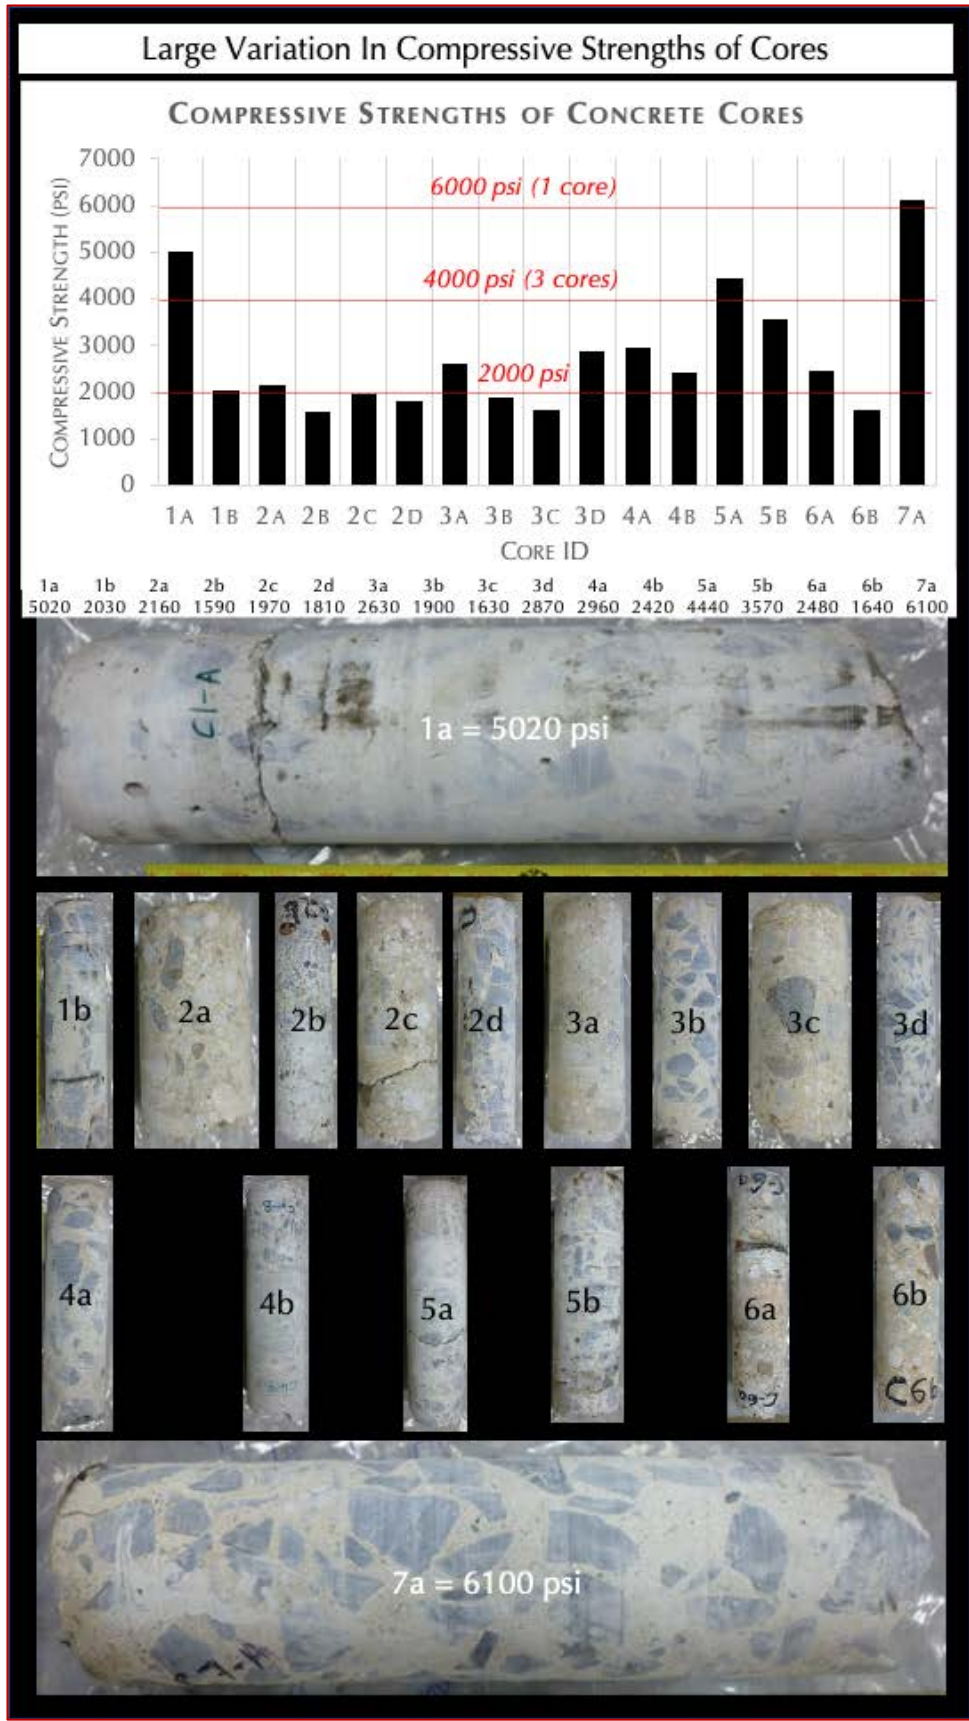 Large Variation In Compressive Strengths of Cores
COMPRESSIVE STRENGTHS OF CONCRETE CORES
COMPRESSIVE STRENGTH (PSI)
7000
6000
5000
4000
3000
2000
1000
0
6000 psi (1 core)
4000 psi (3 cores)
2000 psi
1A 1B 2A 2B 2C 2D 3A 3B 3C 3D 4A 4B 5A 5B 6A 6B 7A
CORE ID
1a 1b 2a 2b 2c 2d 3a 3b 3c 3d 4a 4b 5a 5b 6a 6b 7a
5020 2030 2160 1590 1970 1810 2630 1900 1630 2870 2960 2420 4440 3570 2480 1640 6100
C1-A
1a = 5020 psi
1b 2a 2b 2c 2d 3a 3b 3c 3d
4a 4b 5a 5b 6a 6b
C-6a
C6b
7a = 6100 psi